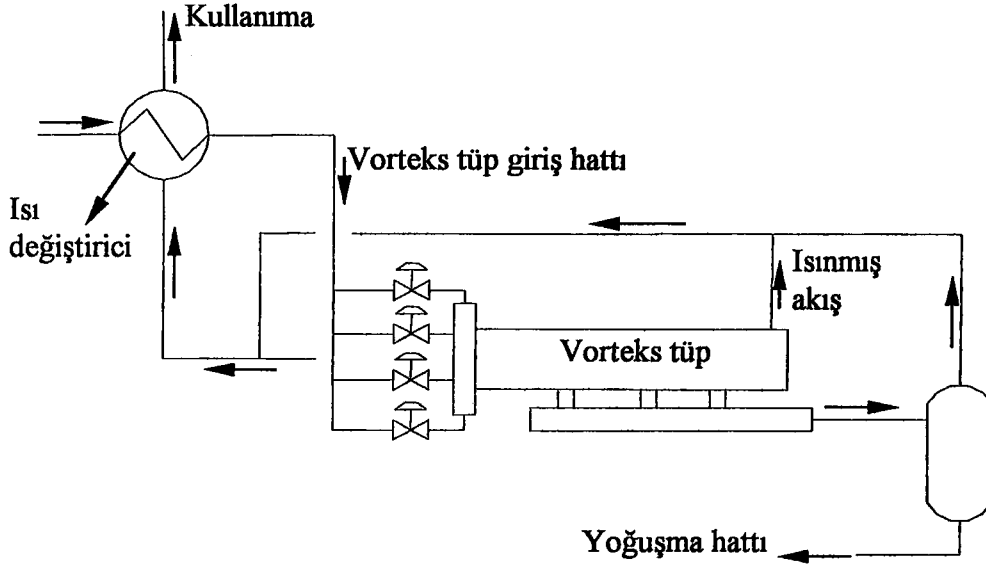 Kullanıma
Vorteks tüp giriş hattı
Isı
değiştirici
Isınmış
akış
Vorteks tüp
Yoğuşma hattı